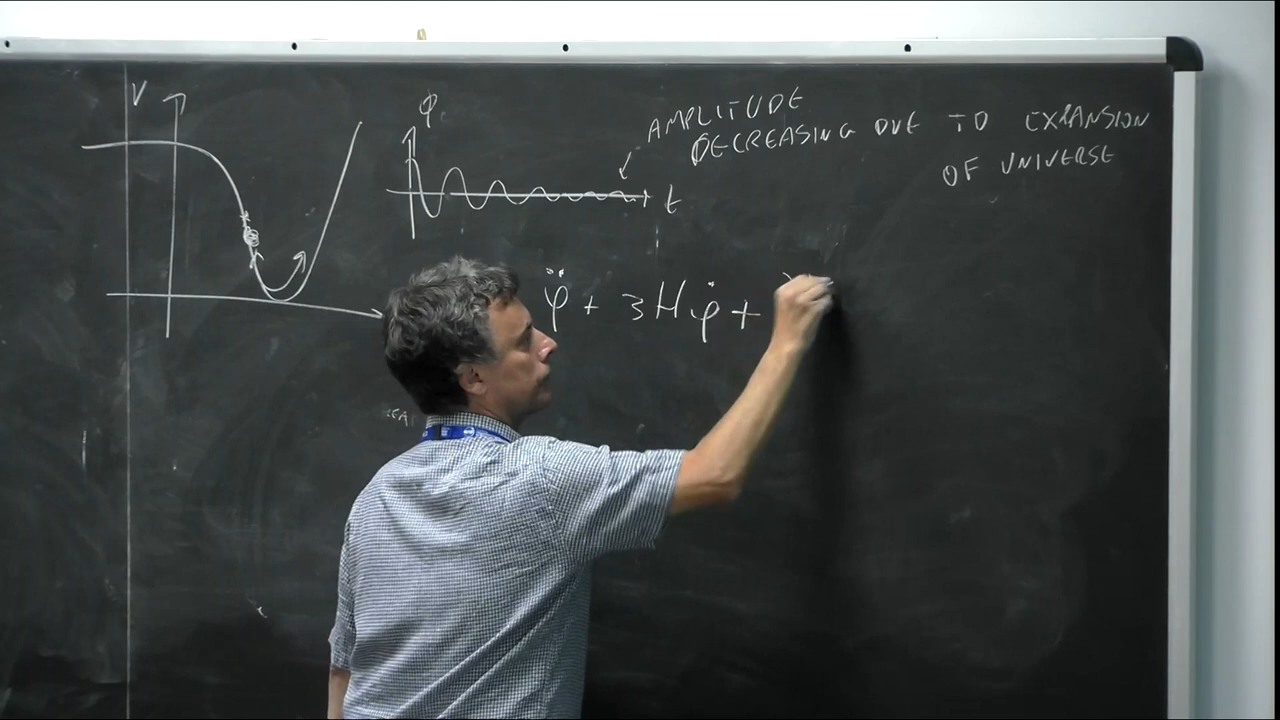 V
φ
AMPLITUDE
DECREASING DUE TO EXPANSION
OF UNIVERSE
t
φ̈ + 3Hφ̇ +